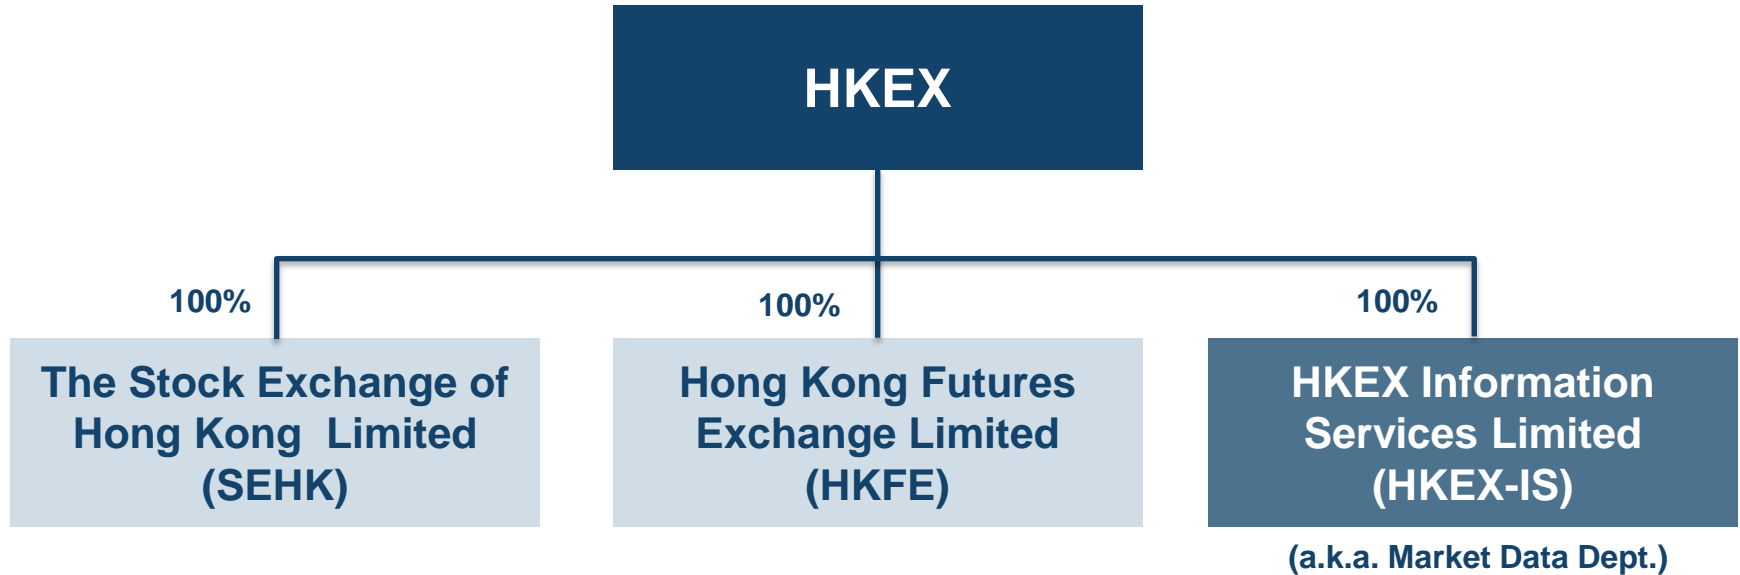 HKEX
100%
100%
100%
The Stock Exchange of
Hong Kong Limited
(SEHK)
Hong Kong Futures
Exchange Limited
(HKFE)
HKEX Information
Services Limited
(HKEX-IS)
(a.k.a. Market Data Dept.)